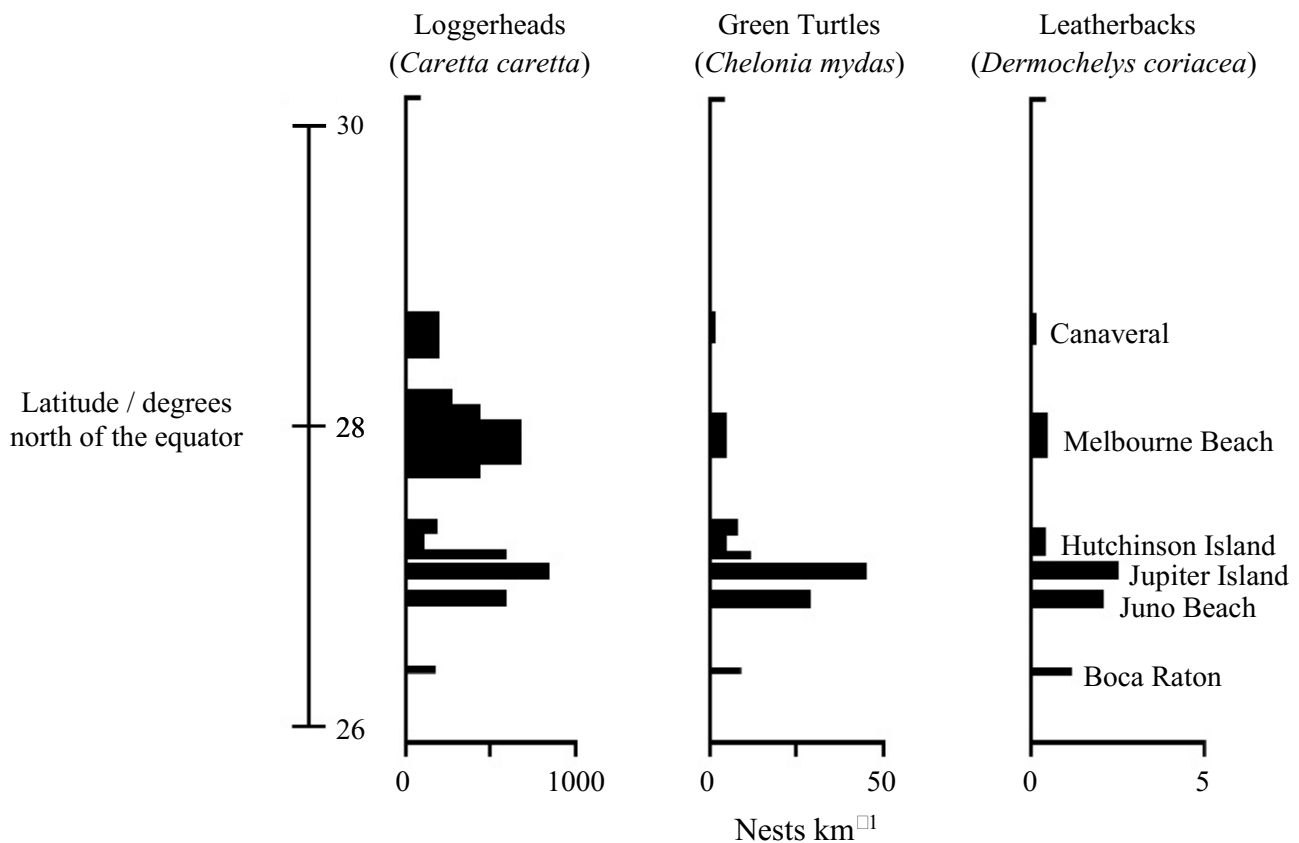 Loggerheads
(Caretta caretta)
Green Turtles
(Chelonia mydas)
Leatherbacks
(Dermochelys coriacea)
30
28
26
Latitude / degrees
north of the equator
Canaveral
Melbourne Beach
Hutchinson Island
Jupiter Island
Juno Beach
Boca Raton
0 1000
0 50
0 5
Nests km□1